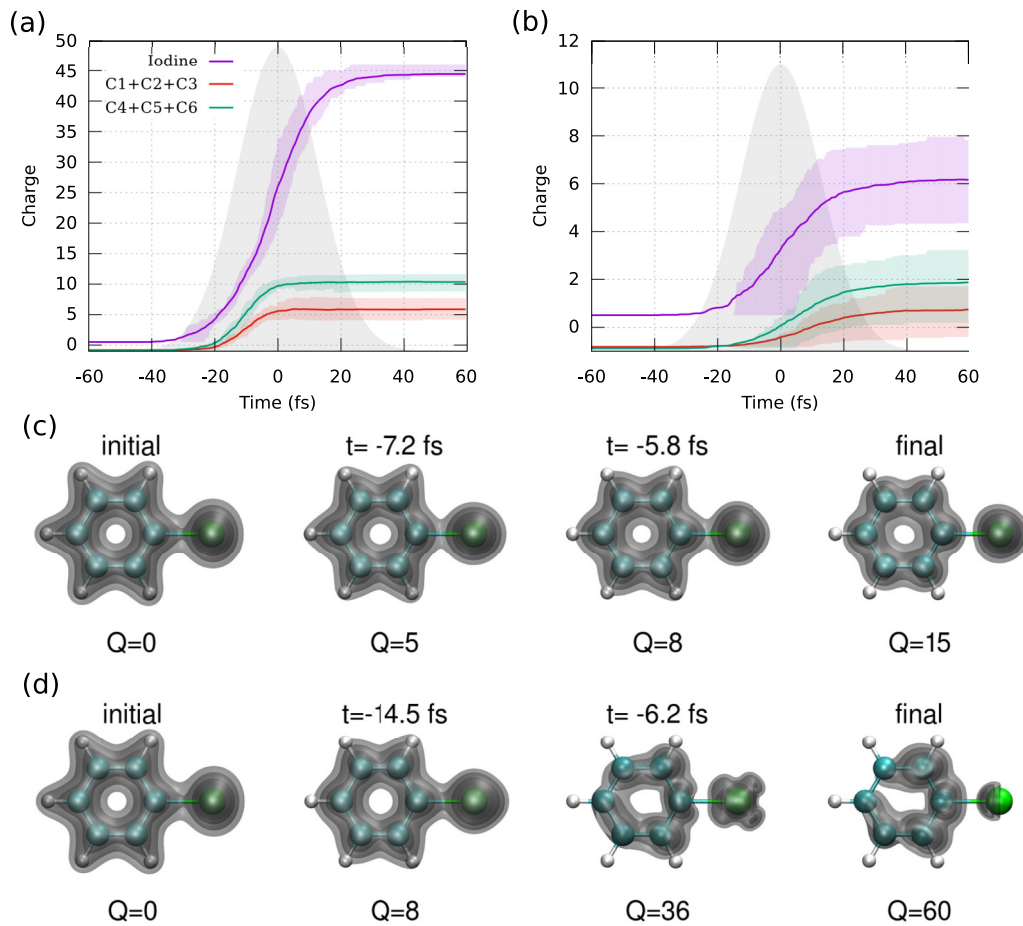 (a)
50
45
40
35
30
25
20
15
10
5
0
Charge
Iodine
C1+C2+C3
C4+C5+C6
-60 -40 -20 0 20 40 60
Time (fs)
(b)
12
10
8
6
4
2
0
Charge
-60 -40 -20 0 20 40 60
Time (fs)
(c)
initial t= -7.2 fs t= -5.8 fs final
Q=0 Q=5 Q=8 Q=15
(d)
initial t=-14.5 fs t= -6.2 fs final
Q=0 Q=8 Q=36 Q=60